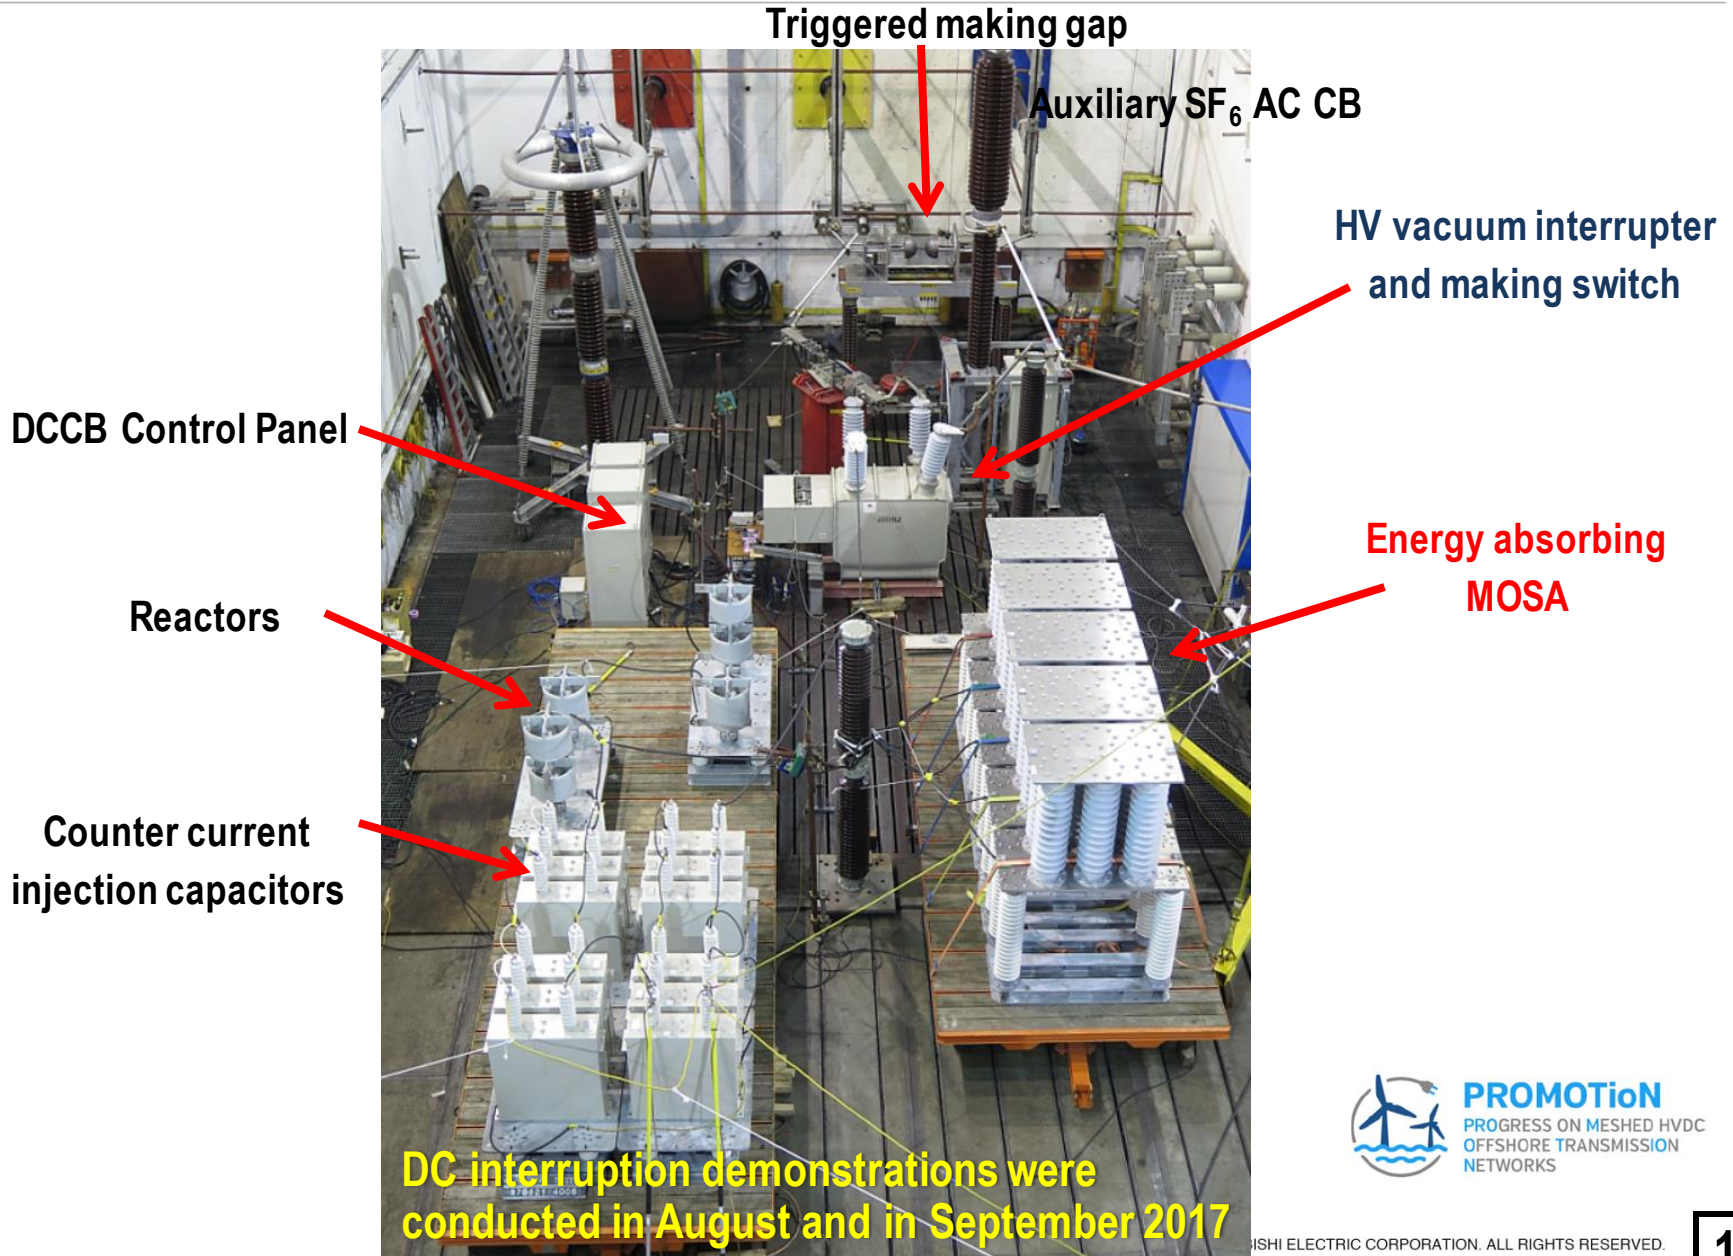 Triggered making gap
Auxiliary SF₆ AC CB
HV vacuum interrupter
and making switch
DCCB Control Panel
Energy absorbing
MOSA
Reactors
Counter current
injection capacitors
PROMOTiON
PROGRESS ON MESHED HVDC
OFFSHORE TRANSMISSION
NETWORKS
DC interruption demonstrations were
conducted in August and in September 2017
ELECTRIC CORPORATION. ALL RIGHTS RESERVED.